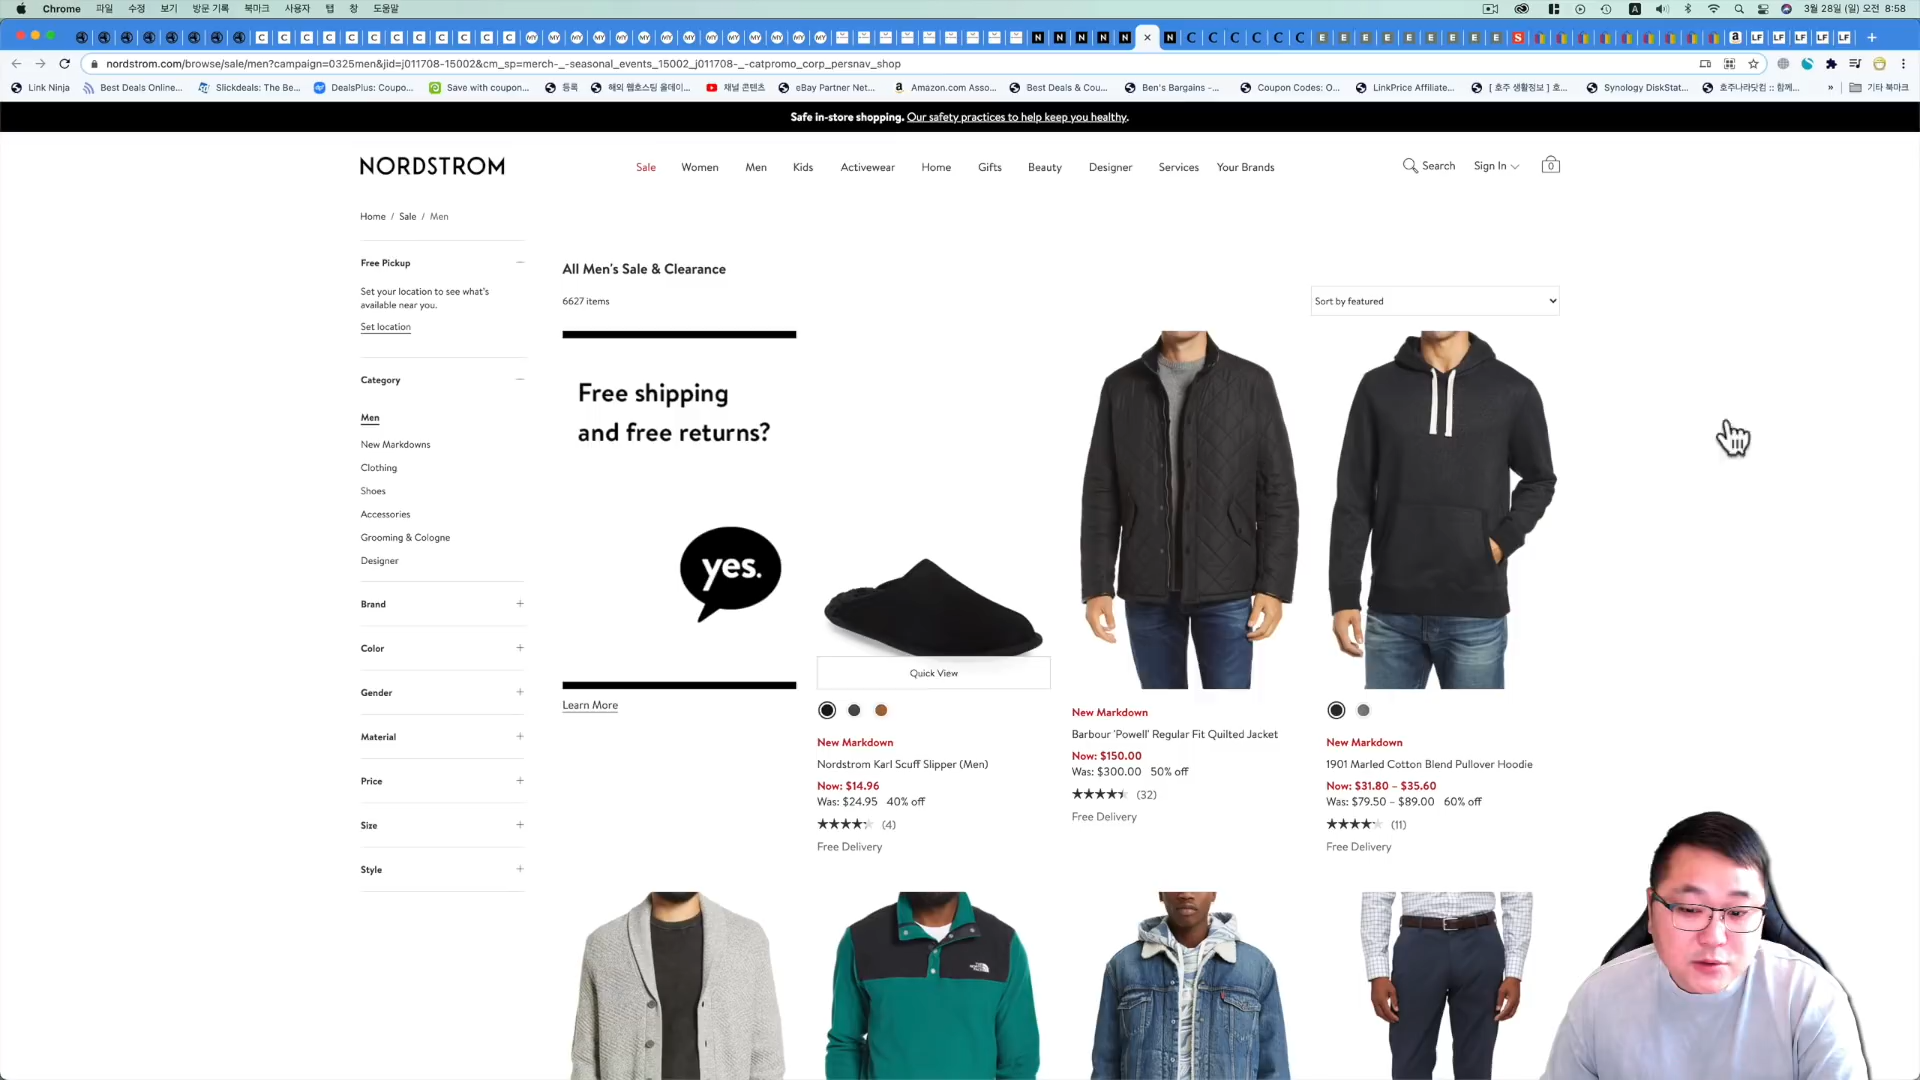 Chrome 파일 수정 보기 방문 기록 북마크 사용자 탭 창 도움말
3월 28일 (일) 오전 8:58
nordstrom.com/browse/sale/men?campaign=0325men&jid=j011708-15002&cm_sp=merch-_-seasonal_events_15002_j011708-_-catpromo_corp_persnav_shop
Link Ninja Best Deals Online... Slickdeals: The Be... DealsPlus: Coupo... Save with coupon... 등록 해외 웹호스팅 올데이... 채널 콘텐츠 eBay Partner Net... Amazon.com Asso... Best Deals & Cou... Ben's Bargains -... Coupon Codes: O... LinkPrice Affiliate... [ 호주 생활정보 ] 호... Synology DiskStat... 호주나라닷컴 :: 함께... » 기타 북마크
Safe in-store shopping. Our safety practices to help keep you healthy.
NORDSTROM
Sale Women Men Kids Activewear Home Gifts Beauty Designer Services Your Brands
Search Sign In 0
Home / Sale / Men
Free Pickup
Set your location to see what's
available near you.
Set location
Category
Men
New Markdowns
Clothing
Shoes
Accessories
Grooming & Cologne
Designer
Brand
Color
Gender
Material
Price
Size
Style
All Men's Sale & Clearance
6627 items
Sort by featured
Free shipping
and free returns?
yes.
Learn More
Quick View
New Markdown
Nordstrom Karl Scuff Slipper (Men)
Now: $14.96
Was: $24.95 40% off
(4)
Free Delivery
New Markdown
Barbour 'Powell' Regular Fit Quilted Jacket
Now: $150.00
Was: $300.00 50% off
(32)
Free Delivery
New Markdown
1901 Marled Cotton Blend Pullover Hoodie
Now: $31.80 – $35.60
Was: $79.50 – $89.00 60% off
(11)
Free Delivery